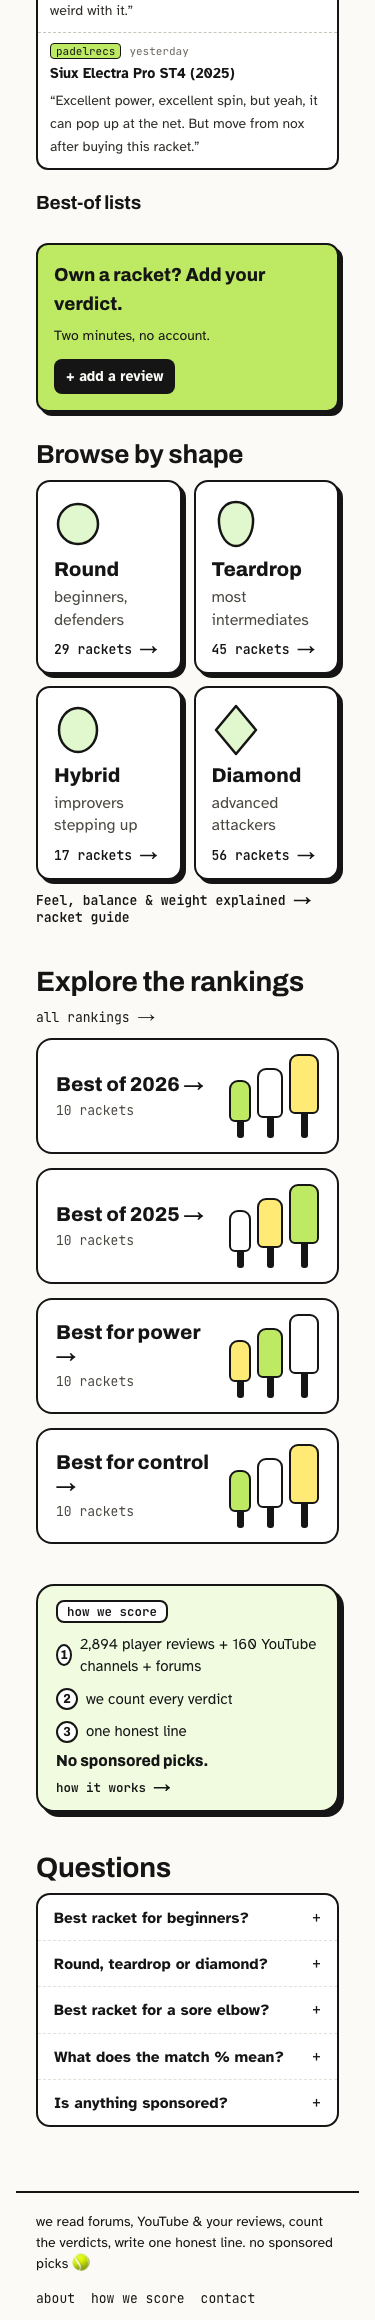 weird with it.”
padelrecs yesterday
Siux Electra Pro ST4 (2025)
“Excellent power, excellent spin, but yeah, it
can pop up at the net. But move from nox
after buying this racket.”
Best-of lists
Own a racket? Add your
verdict.
Two minutes, no account.
+ add a review
Browse by shape
Round
beginners,
defenders
29 rackets →
Teardrop
most
intermediates
45 rackets →
Hybrid
improvers
stepping up
17 rackets →
Diamond
advanced
attackers
56 rackets →
Feel, balance & weight explained →
racket guide
Explore the rankings
all rankings →
Best of 2026 →
10 rackets
Best of 2025 →
10 rackets
Best for power
→
10 rackets
Best for control
→
10 rackets
how we score
1 2,894 player reviews + 160 YouTube
channels + forums
2 we count every verdict
3 one honest line
No sponsored picks.
how it works →
Questions
Best racket for beginners? +
Round, teardrop or diamond? +
Best racket for a sore elbow? +
What does the match % mean? +
Is anything sponsored? +
we read forums, YouTube & your reviews, count
the verdicts, write one honest line. no sponsored
picks 🎾
about how we score contact